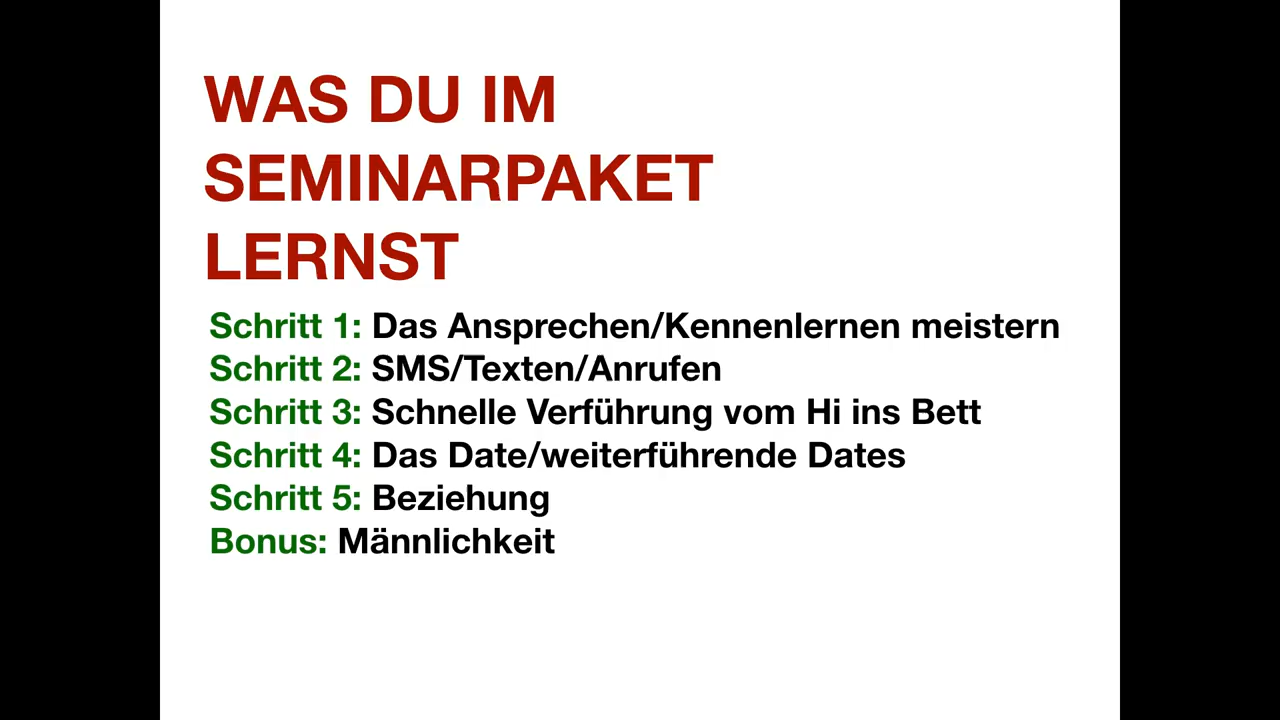 WAS DU IM
SEMINARPAKET
LERNST
Schritt 1: Das Ansprechen/Kennenlernen meistern
Schritt 2: SMS/Texten/Anrufen
Schritt 3: Schnelle Verführung vom Hi ins Bett
Schritt 4: Das Date/weiterführende Dates
Schritt 5: Beziehung
Bonus: Männlichkeit